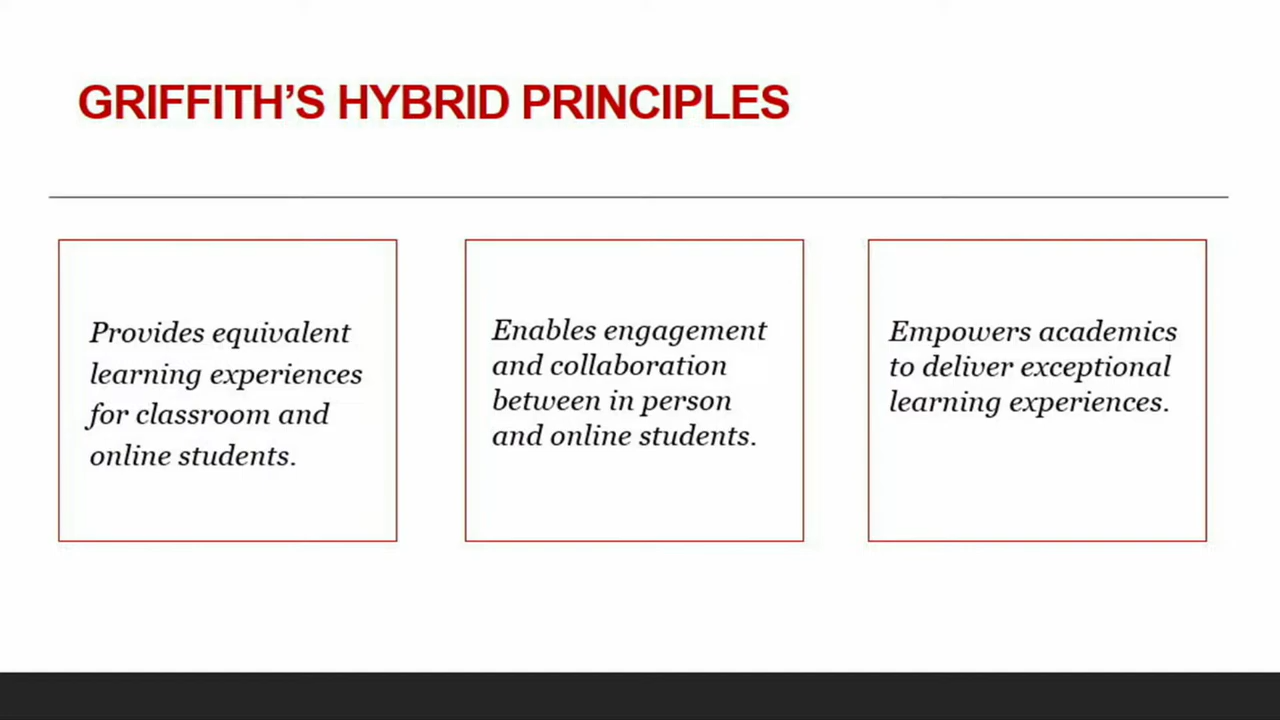 GRIFFITH’S HYBRID PRINCIPLES
Provides equivalent
learning experiences
for classroom and
online students.
Enables engagement
and collaboration
between in person
and online students.
Empowers academics
to deliver exceptional
learning experiences.